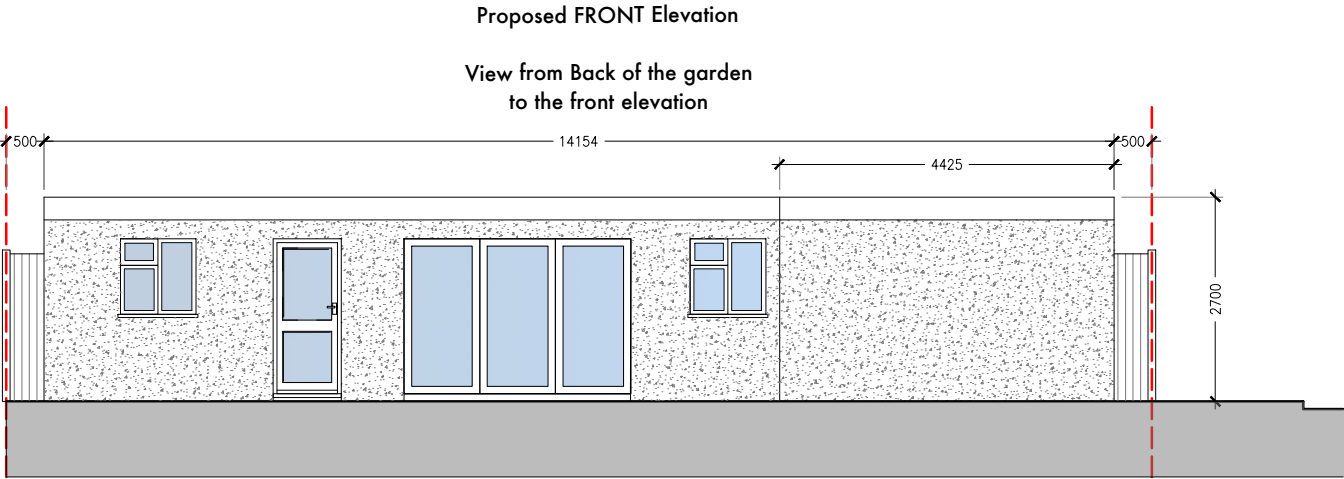 Proposed FRONT Elevation
View from Back of the garden
to the front elevation
500
14154
500
4425
2700